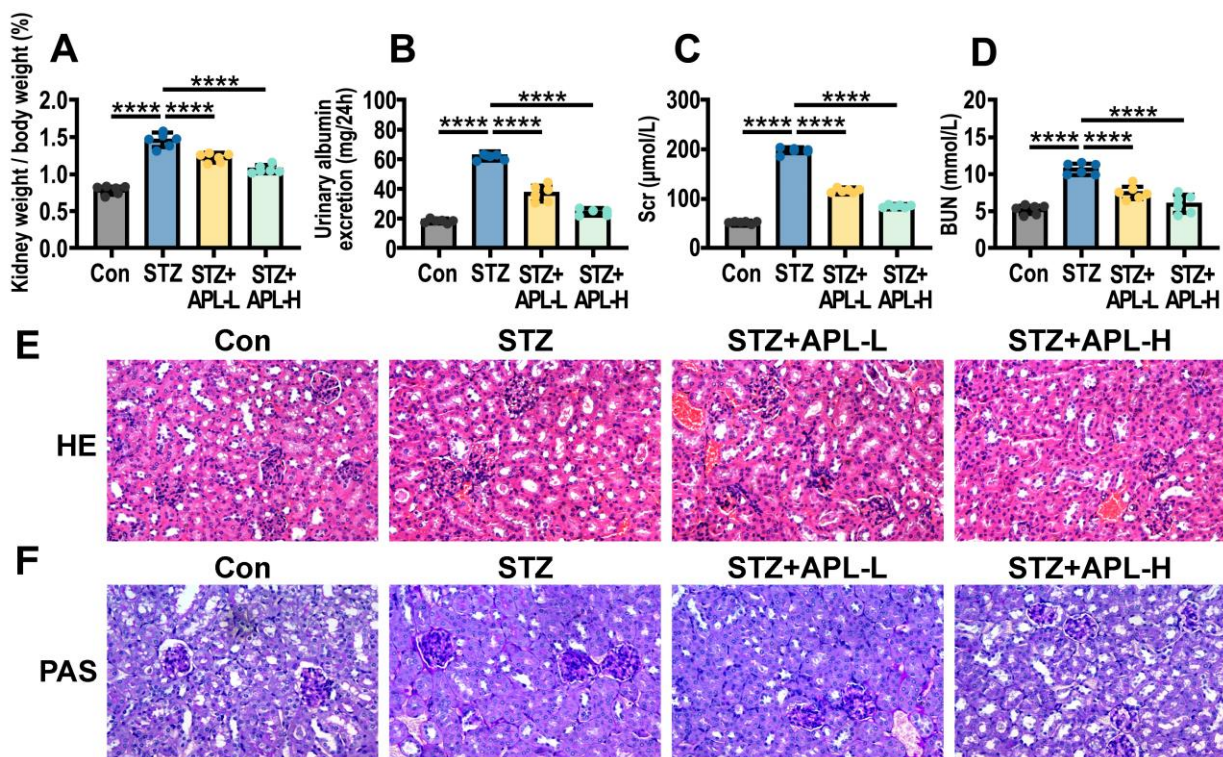 A
Kidney weight / body weight (%)
2.0
1.5
1.0
0.5
0.0
****
**** ****
Con
STZ
STZ+
APL-L
STZ+
APL-H
B
Urinary albumin
excretion (mg/24h)
100
80
60
40
20
0
****
**** ****
Con
STZ
STZ+
APL-L
STZ+
APL-H
C
Scr (μmol/L)
300
200
100
0
****
**** ****
Con
STZ
STZ+
APL-L
STZ+
APL-H
D
BUN (mmol/L)
20
15
10
5
0
****
**** ****
Con
STZ
STZ+
APL-L
STZ+
APL-H
E
Con
STZ
STZ+APL-L
STZ+APL-H
HE
F
Con
STZ
STZ+APL-L
STZ+APL-H
PAS